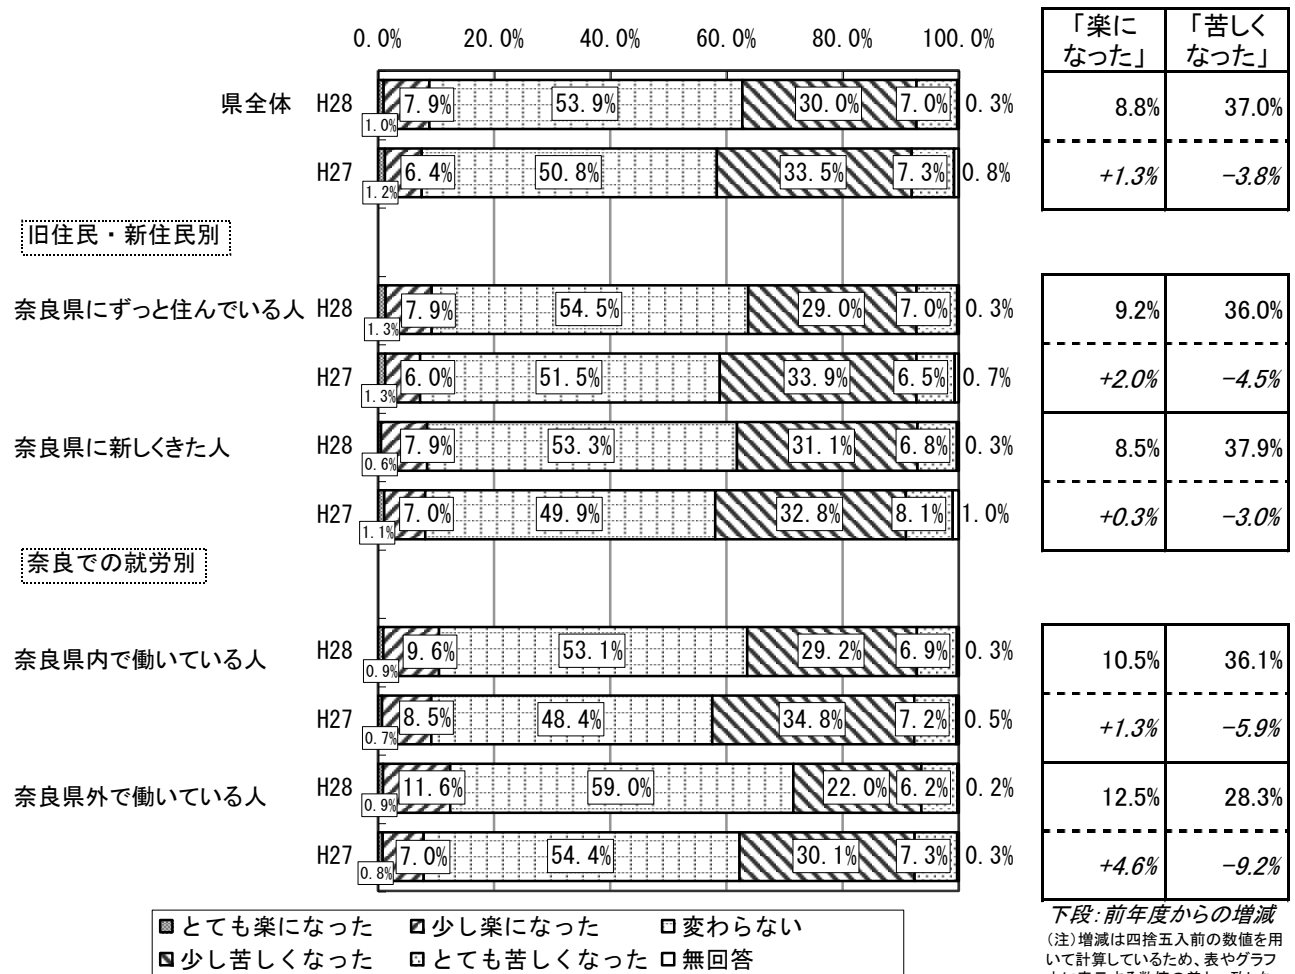 0.0% 20.0% 40.0% 60.0% 80.0% 100.0%
「楽に
なった」
「苦しく
なった」
県全体 H28 1.0% 7.9% 53.9% 30.0% 7.0% 0.3% 8.8% 37.0%
H27 1.2% 6.4% 50.8% 33.5% 7.3% 0.8% +1.3% -3.8%
旧住民・新住民別
奈良県にずっと住んでいる人 H28 1.3% 7.9% 54.5% 29.0% 7.0% 0.3% 9.2% 36.0%
H27 1.3% 6.0% 51.5% 33.9% 6.5% 0.7% +2.0% -4.5%
奈良県に新しくきた人 H28 0.6% 7.9% 53.3% 31.1% 6.8% 0.3% 8.5% 37.9%
H27 1.1% 7.0% 49.9% 32.8% 8.1% 1.0% +0.3% -3.0%
奈良での就労別
奈良県内で働いている人 H28 0.9% 9.6% 53.1% 29.2% 6.9% 0.3% 10.5% 36.1%
H27 0.7% 8.5% 48.4% 34.8% 7.2% 0.5% +1.3% -5.9%
奈良県外で働いている人 H28 0.9% 11.6% 59.0% 22.0% 6.2% 0.2% 12.5% 28.3%
H27 0.8% 7.0% 54.4% 30.1% 7.3% 0.3% +4.6% -9.2%
とても楽になった 少し楽になった 変わらない
少し苦しくなった とても苦しくなった 無回答
下段:前年度からの増減
(注)増減は四捨五入前の数値を用
いて計算しているため、表やグラフ